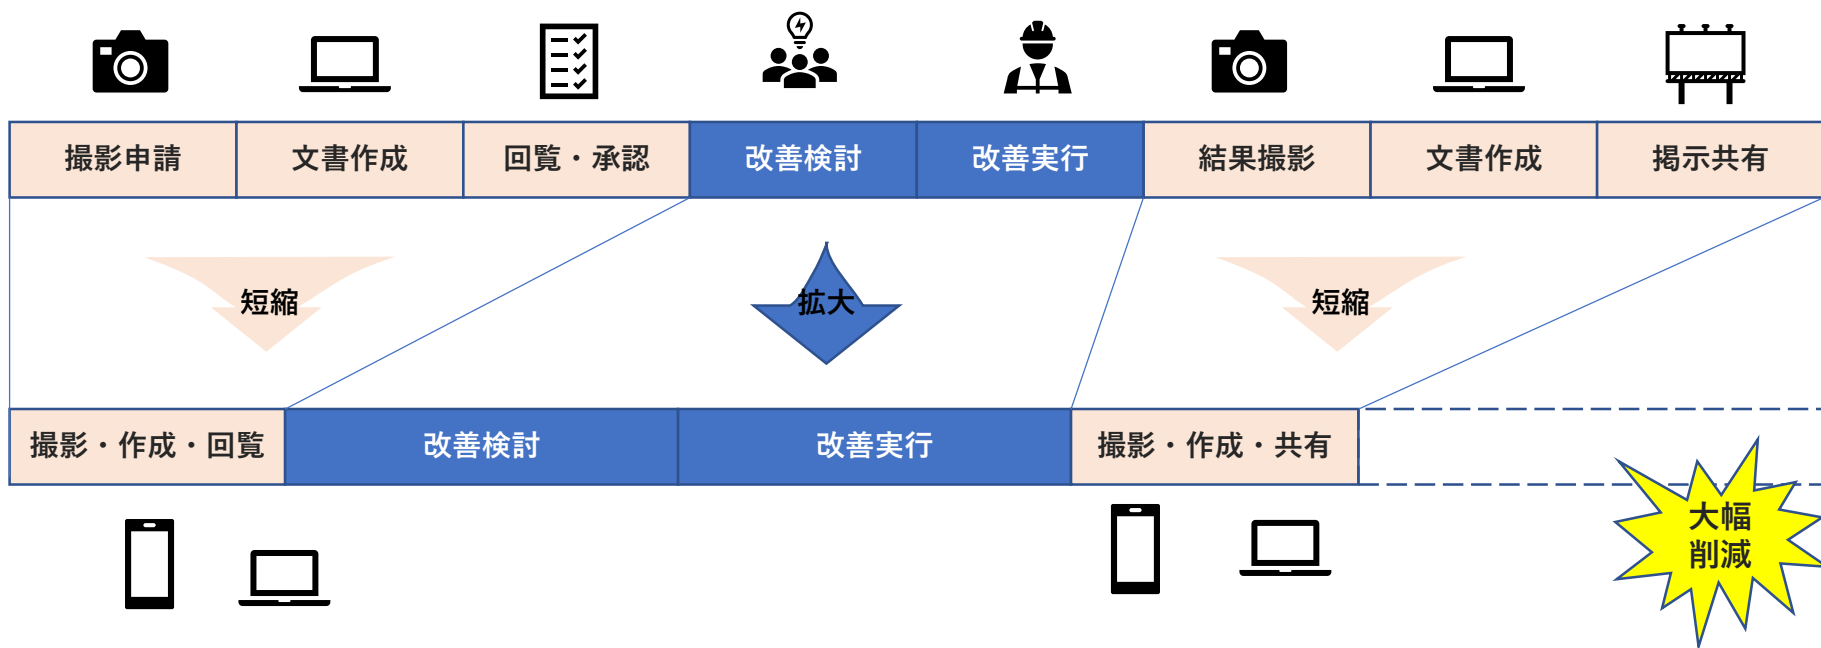 撮影申請
文書作成
回覧・承認
改善検討
改善実行
結果撮影
文書作成
掲示共有
短縮
拡大
短縮
撮影・作成・回覧
改善検討
改善実行
撮影・作成・共有
大幅
削減